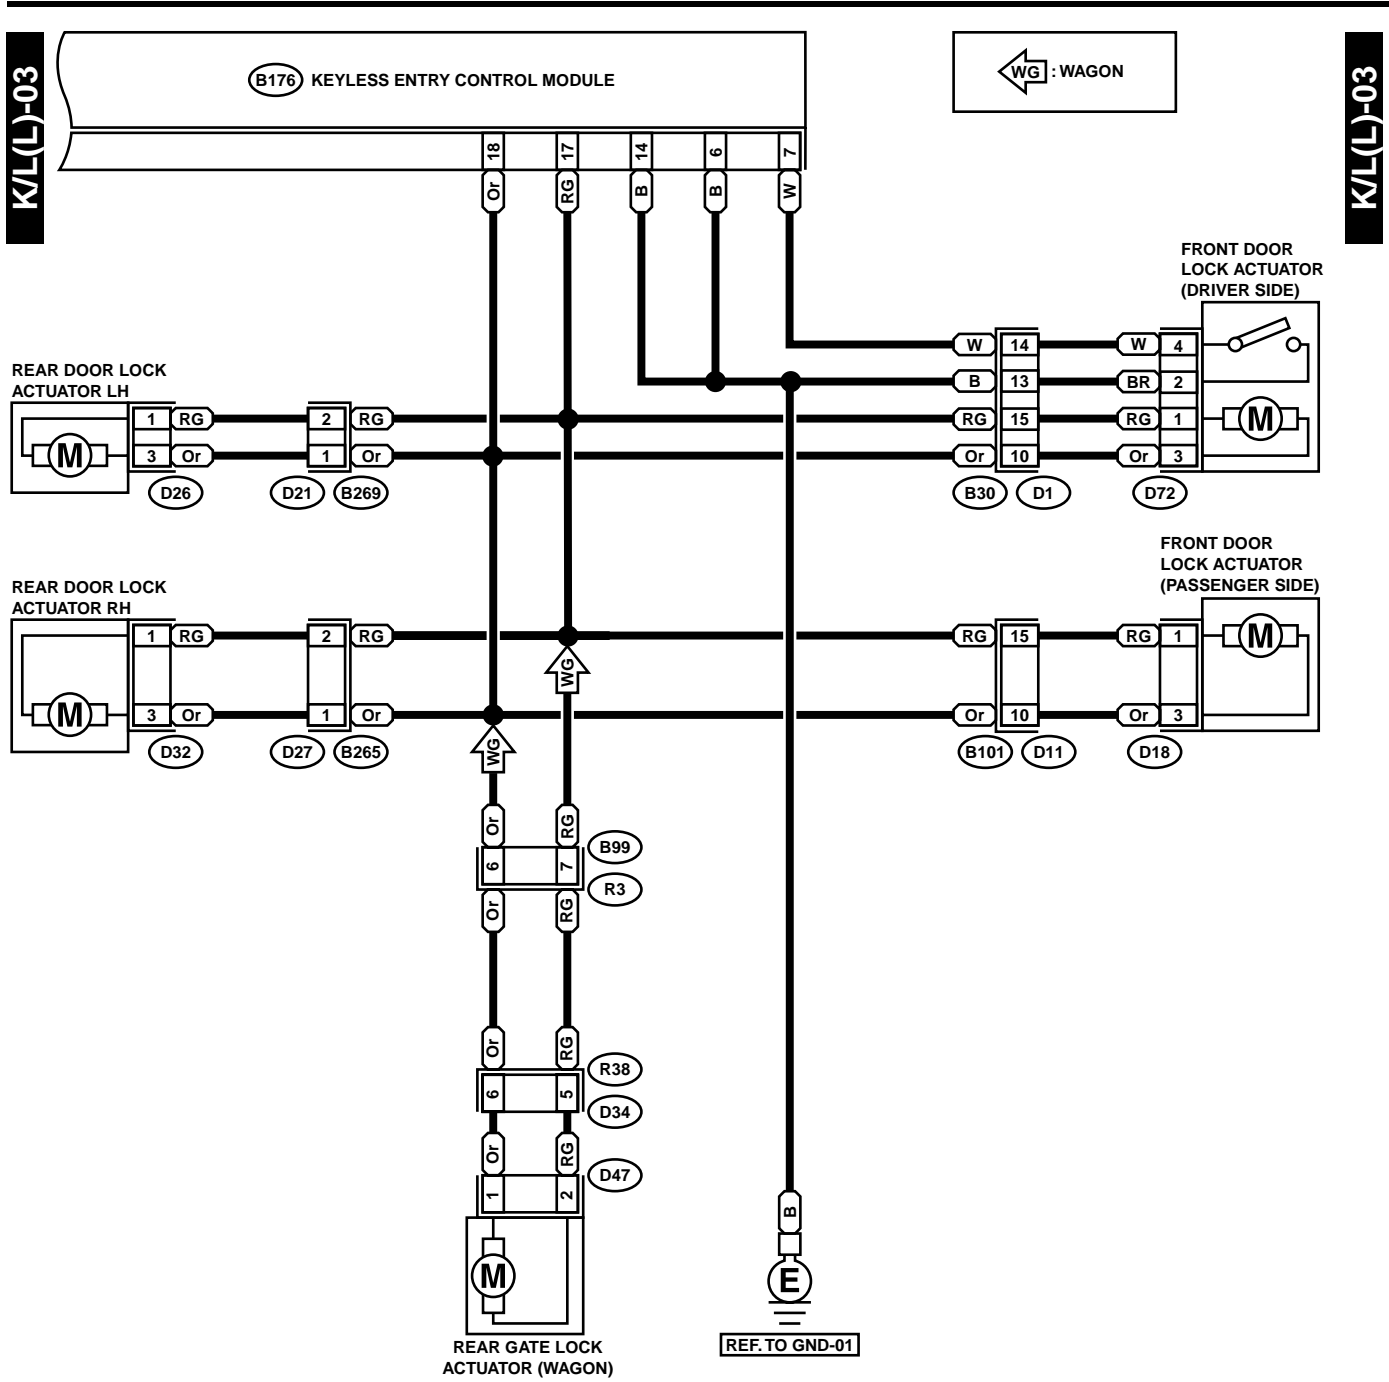 K/L(L)-03
B176 KEYLESS ENTRY CONTROL MODULE
WG : WAGON
K/L(L)-03
18 17 14 6 7
Or RG B B W
FRONT DOOR
LOCK ACTUATOR
(DRIVER SIDE)
W 14 W 4
B 13 BR 2
RG 15 RG 1 M
Or 10 Or 3
B30 D1 D72
REAR DOOR LOCK
ACTUATOR LH
1 RG 2 RG
M 3 Or 1 Or
D26 D21 B269
FRONT DOOR
LOCK ACTUATOR
(PASSENGER SIDE)
RG 15 RG 1 M
Or 10 Or 3
B101 D11 D18
REAR DOOR LOCK
ACTUATOR RH
1 RG 2 RG
M 3 Or 1 Or
D32 D27 B265
WG
WG
Or RG
6 7 B99
R3
Or RG
Or RG
R38
6 5
D34
Or RG
D47
1 2
M
REAR GATE LOCK
ACTUATOR (WAGON)
B
E
REF. TO GND-01